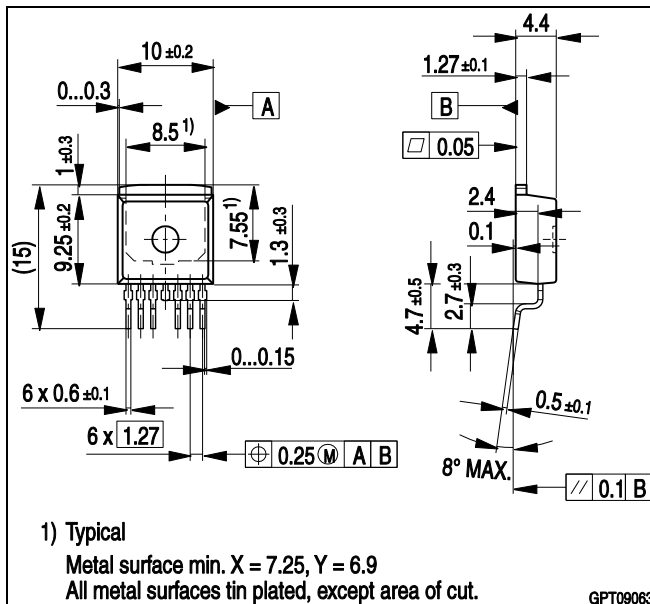 4.4
10 ±0.2
1.27 ±0.1
0...0.3
A
B
8.5 1)
0.05
1 ±0.3
7.55 1)
1.3 ±0.3
2.4
0.1
(15)
9.25 ±0.2
4.7 ±0.5
2.7 ±0.3
0...0.15
6 x 0.6 ±0.1
0.5 ±0.1
6 x 1.27
⌖ 0.25 Ⓜ A B
8° MAX.
// 0.1 B
1) Typical
Metal surface min. X = 7.25, Y = 6.9
All metal surfaces tin plated, except area of cut.
GPT09063